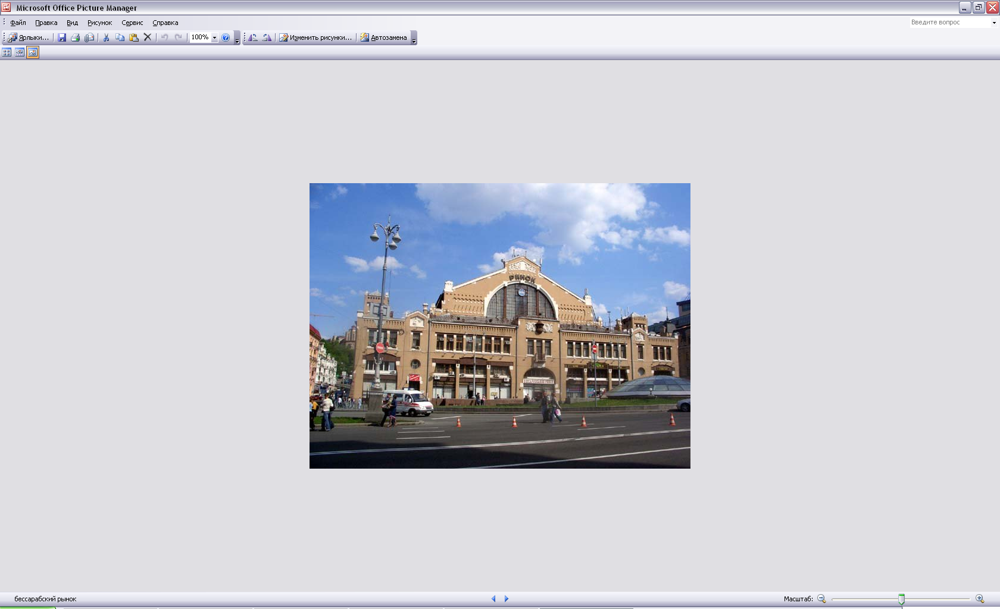 Microsoft Office Picture Manager
Файл Правка Вид Рисунок Сервис Справка
Введите вопрос
Ярлыки... 100% Изменить рисунки... Автозамена
РИНОК
бессарабский рынок
Масштаб: